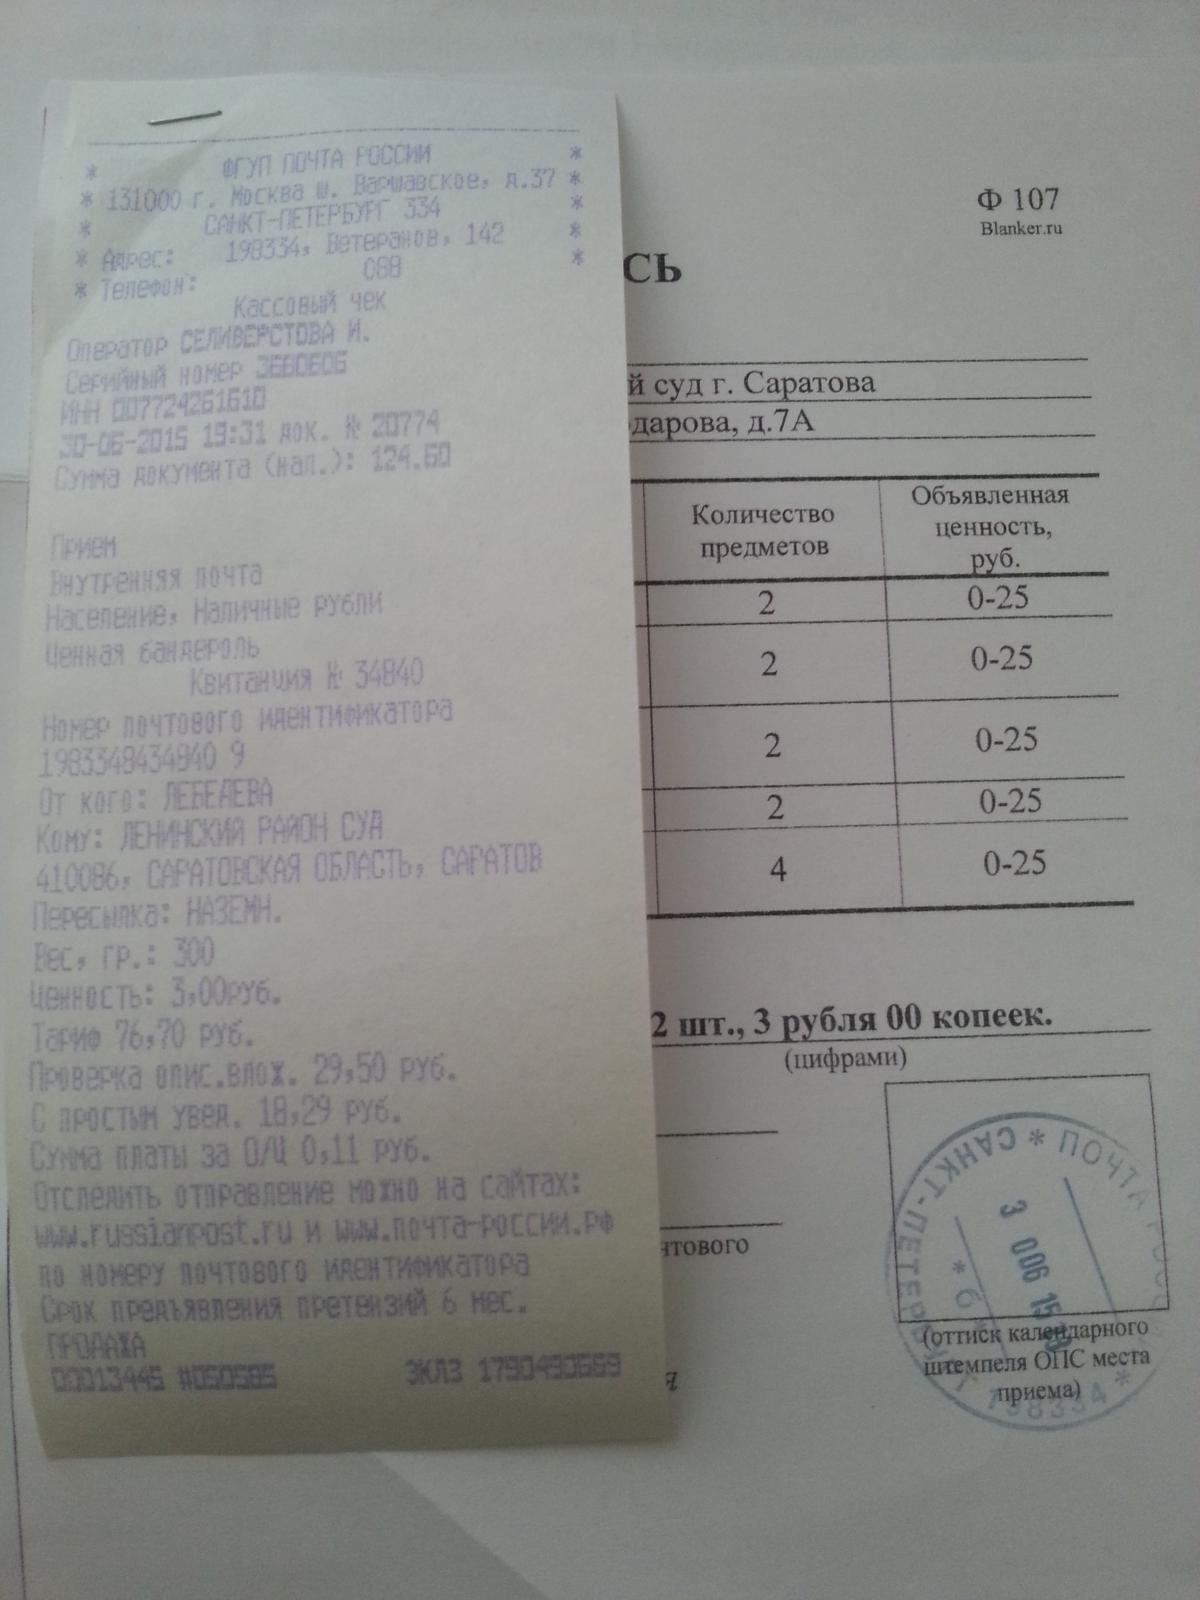 * ФГУП ПОЧТА РОССИИ *
* 131000 г. Москва ш. Варшавское, д.37 *
* САНКТ-ПЕТЕРБУРГ 334 *
* Адрес: 198334, Ветеранов, 142 *
* Телефон: 088 *
Кассовый чек
Оператор СЕЛИВЕРСТОВА И.
Серийный номер 3680606
ИНН 007724261610
30-06-2015 19:31 док. № 20774
Сумма документа (нал.): 124.60
Прием
Внутренняя почта
Население, Наличные рубли
Ценная бандероль
Квитанция № 34840
Номер почтового идентификатора
1983348434840 9
От кого: ЛЕБЕДЕВА
Кому: ЛЕНИНСКИЙ РАЙОН СУД
410086, САРАТОВСКАЯ ОБЛАСТЬ, САРАТОВ
Пересылка: НАЗЕМН.
Вес, гр.: 300
Ценность: 3,00руб.
Тариф 76,70 руб.
Проверка опис.влож. 29,50 руб.
С простым увед. 18,29 руб.
Сумма платы за О/Ц 0,11 руб.
Отследить отправление можно на сайтах:
www.russianpost.ru и www.почта-россии.рф
по номеру почтового идентификатора
Срок предъявления претензий 6 мес.
ПРОДАЖА
00013445 #050585 ЭКЛЗ 1790490669
Ф 107
Blanker.ru
СЬ
й суд г. Саратова
дарова, д.7А
Количество предметов
Объявленная ценность, руб.
2 0-25
2 0-25
2 0-25
2 0-25
4 0-25
2 шт., 3 рубля 00 копеек.
(цифрами)
чтового
я
(оттиск календарного
штемпеля ОПС места
приема)
ПОЧТА * САНКТ-ПЕТЕРБУРГ 198334 *
* 6 *